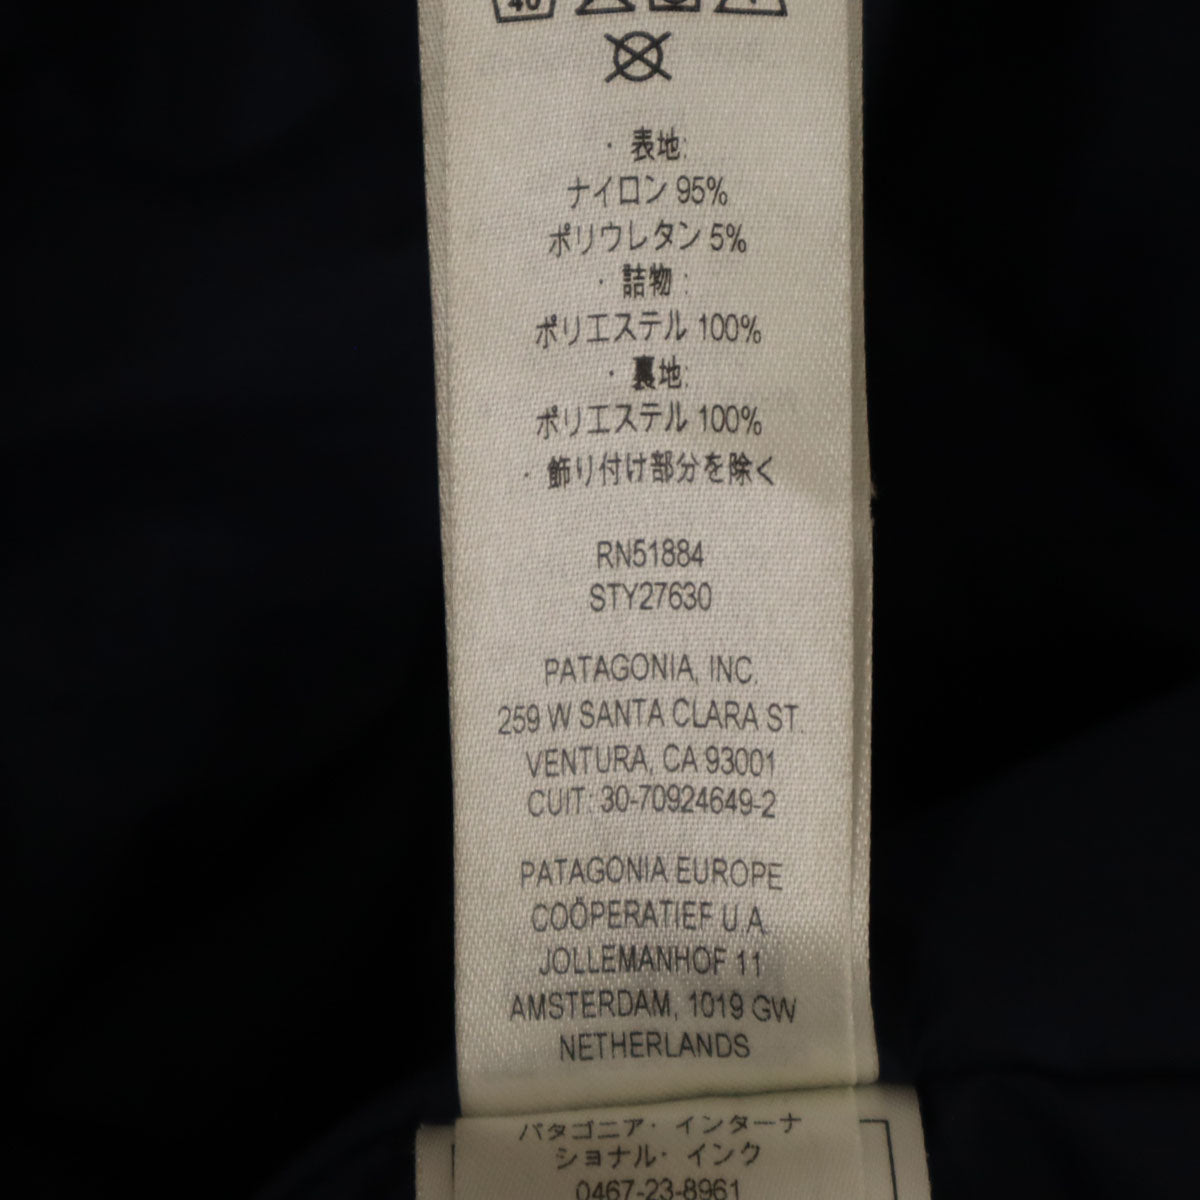 40
・表地:
ナイロン 95%
ポリウレタン 5%
・詰物:
ポリエステル 100%
・裏地:
ポリエステル 100%
・飾り付け部分を除く
RN51884
STY27630
PATAGONIA, INC.
259 W SANTA CLARA ST.
VENTURA, CA 93001
CUIT: 30-70924649-2
PATAGONIA EUROPE
COÖPERATIEF U.A.
JOLLEMANHOF 11
AMSTERDAM, 1019 GW
NETHERLANDS
パタゴニア・インターナ
ショナル・インク
0467-23-8961